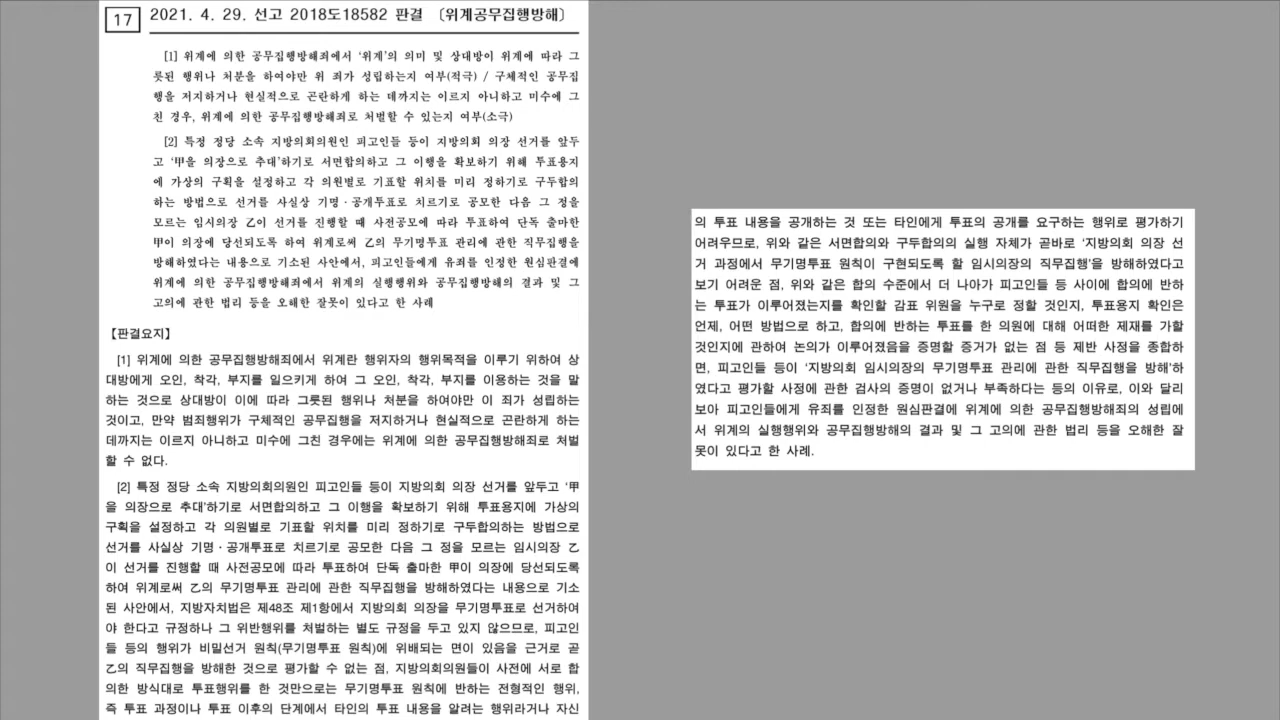 17 2021. 4. 29. 선고 2018도18582 판결 〔위계공무집행방해〕
[1] 위계에 의한 공무집행방해죄에서 ‘위계’의 의미 및 상대방이 위계에 따라 그
릇된 행위나 처분을 하여야만 위 죄가 성립하는지 여부(적극) / 구체적인 공무집
행을 저지하거나 현실적으로 곤란하게 하는 데까지는 이르지 아니하고 미수에 그
친 경우, 위계에 의한 공무집행방해죄로 처벌할 수 있는지 여부(소극)
[2] 특정 정당 소속 지방의회의원인 피고인들 등이 지방의회 의장 선거를 앞두
고 ‘甲을 의장으로 추대’하기로 서면합의하고 그 이행을 확보하기 위해 투표용지
에 가상의 구획을 설정하고 각 의원별로 기표할 위치를 미리 정하기로 구두합의
하는 방법으로 선거를 사실상 기명·공개투표로 치르기로 공모한 다음 그 정을
모르는 임시의장 乙이 선거를 진행할 때 사전공모에 따라 투표하여 단독 출마한
甲이 의장에 당선되도록 하여 위계로써 乙의 무기명투표 관리에 관한 직무집행을
방해하였다는 내용으로 기소된 사안에서, 피고인들에게 유죄를 인정한 원심판결에
위계에 의한 공무집행방해죄에서 위계의 실행행위와 공무집행방해의 결과 및 그
고의에 관한 법리 등을 오해한 잘못이 있다고 한 사례
【판결요지】
[1] 위계에 의한 공무집행방해죄에서 위계란 행위자의 행위목적을 이루기 위하여 상
대방에게 오인, 착각, 부지를 일으키게 하여 그 오인, 착각, 부지를 이용하는 것을 말
하는 것으로 상대방이 이에 따라 그릇된 행위나 처분을 하여야만 이 죄가 성립하는
것이고, 만약 범죄행위가 구체적인 공무집행을 저지하거나 현실적으로 곤란하게 하는
데까지는 이르지 아니하고 미수에 그친 경우에는 위계에 의한 공무집행방해죄로 처벌
할 수 없다.
[2] 특정 정당 소속 지방의회의원인 피고인들 등이 지방의회 의장 선거를 앞두고 ‘甲
을 의장으로 추대’하기로 서면합의하고 그 이행을 확보하기 위해 투표용지에 가상의
구획을 설정하고 각 의원별로 기표할 위치를 미리 정하기로 구두합의하는 방법으로
선거를 사실상 기명·공개투표로 치르기로 공모한 다음 그 정을 모르는 임시의장 乙
이 선거를 진행할 때 사전공모에 따라 투표하여 단독 출마한 甲이 의장에 당선되도록
하여 위계로써 乙의 무기명투표 관리에 관한 직무집행을 방해하였다는 내용으로 기소
된 사안에서, 지방자치법은 제48조 제1항에서 지방의회 의장을 무기명투표로 선거하여
야 한다고 규정하나 그 위반행위를 처벌하는 별도 규정을 두고 있지 않으므로, 피고인
들 등의 행위가 비밀선거 원칙(무기명투표 원칙)에 위배되는 면이 있음을 근거로 곧
乙의 직무집행을 방해한 것으로 평가할 수 없는 점, 지방의회의원들이 사전에 서로 합
의한 방식대로 투표행위를 한 것만으로는 무기명투표 원칙에 반하는 전형적인 행위,
즉 투표 과정이나 투표 이후의 단계에서 타인의 투표 내용을 알려는 행위라거나 자신
의 투표 내용을 공개하는 것 또는 타인에게 투표의 공개를 요구하는 행위로 평가하기
어려우므로, 위와 같은 서면합의와 구두합의의 실행 자체가 곧바로 ‘지방의회 의장 선
거 과정에서 무기명투표 원칙이 구현되도록 할 임시의장의 직무집행’을 방해하였다고
보기 어려운 점, 위와 같은 합의 수준에서 더 나아가 피고인들 등 사이에 합의에 반하
는 투표가 이루어졌는지를 확인할 감표 위원을 누구로 정할 것인지, 투표용지 확인은
언제, 어떤 방법으로 하고, 합의에 반하는 투표를 한 의원에 대해 어떠한 제재를 가할
것인지에 관하여 논의가 이루어졌음을 증명할 증거가 없는 점 등 제반 사정을 종합하
면, 피고인들 등이 ‘지방의회 임시의장의 무기명투표 관리에 관한 직무집행을 방해’하
였다고 평가할 사정에 관한 검사의 증명이 없거나 부족하다는 등의 이유로, 이와 달리
보아 피고인들에게 유죄를 인정한 원심판결에 위계에 의한 공무집행방해죄의 성립에
서 위계의 실행행위와 공무집행방해의 결과 및 그 고의에 관한 법리 등을 오해한 잘
못이 있다고 한 사례.